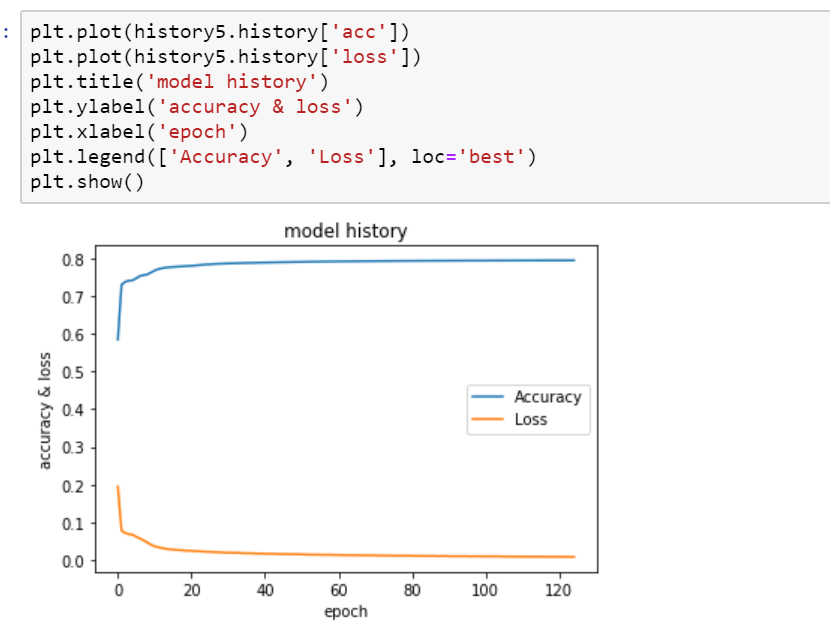 :
plt.plot(history5.history['acc'])
plt.plot(history5.history['loss'])
plt.title('model history')
plt.ylabel('accuracy & loss')
plt.xlabel('epoch')
plt.legend(['Accuracy', 'Loss'], loc='best')
plt.show()
model history
0.8
0.7
0.6
0.5
0.4
0.3
0.2
0.1
0.0
accuracy & loss
Accuracy
Loss
0 20 40 60 80 100 120
epoch